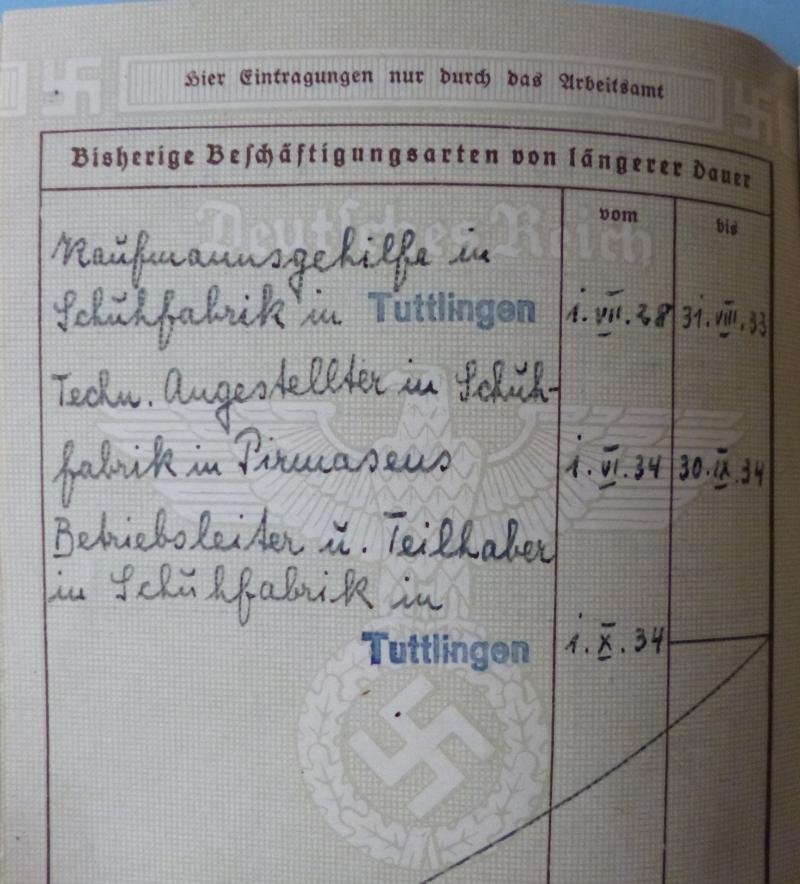 Hier Eintragungen nur durch das Arbeitsamt
Bisherige Beschäftigungsarten von längerer Dauer
vom
bis
Deutsches Reich
Kaufmannsgehilfe in
Schuhfabrik in Tuttlingen 1. VII. 28 31. VIII. 33
Techn. Angestellter in Schuh-
fabrik in Pirmasens 1. VI. 34 30. IX. 34
Betriebsleiter u. Teilhaber
in Schuhfabrik in
Tuttlingen 1. X. 34